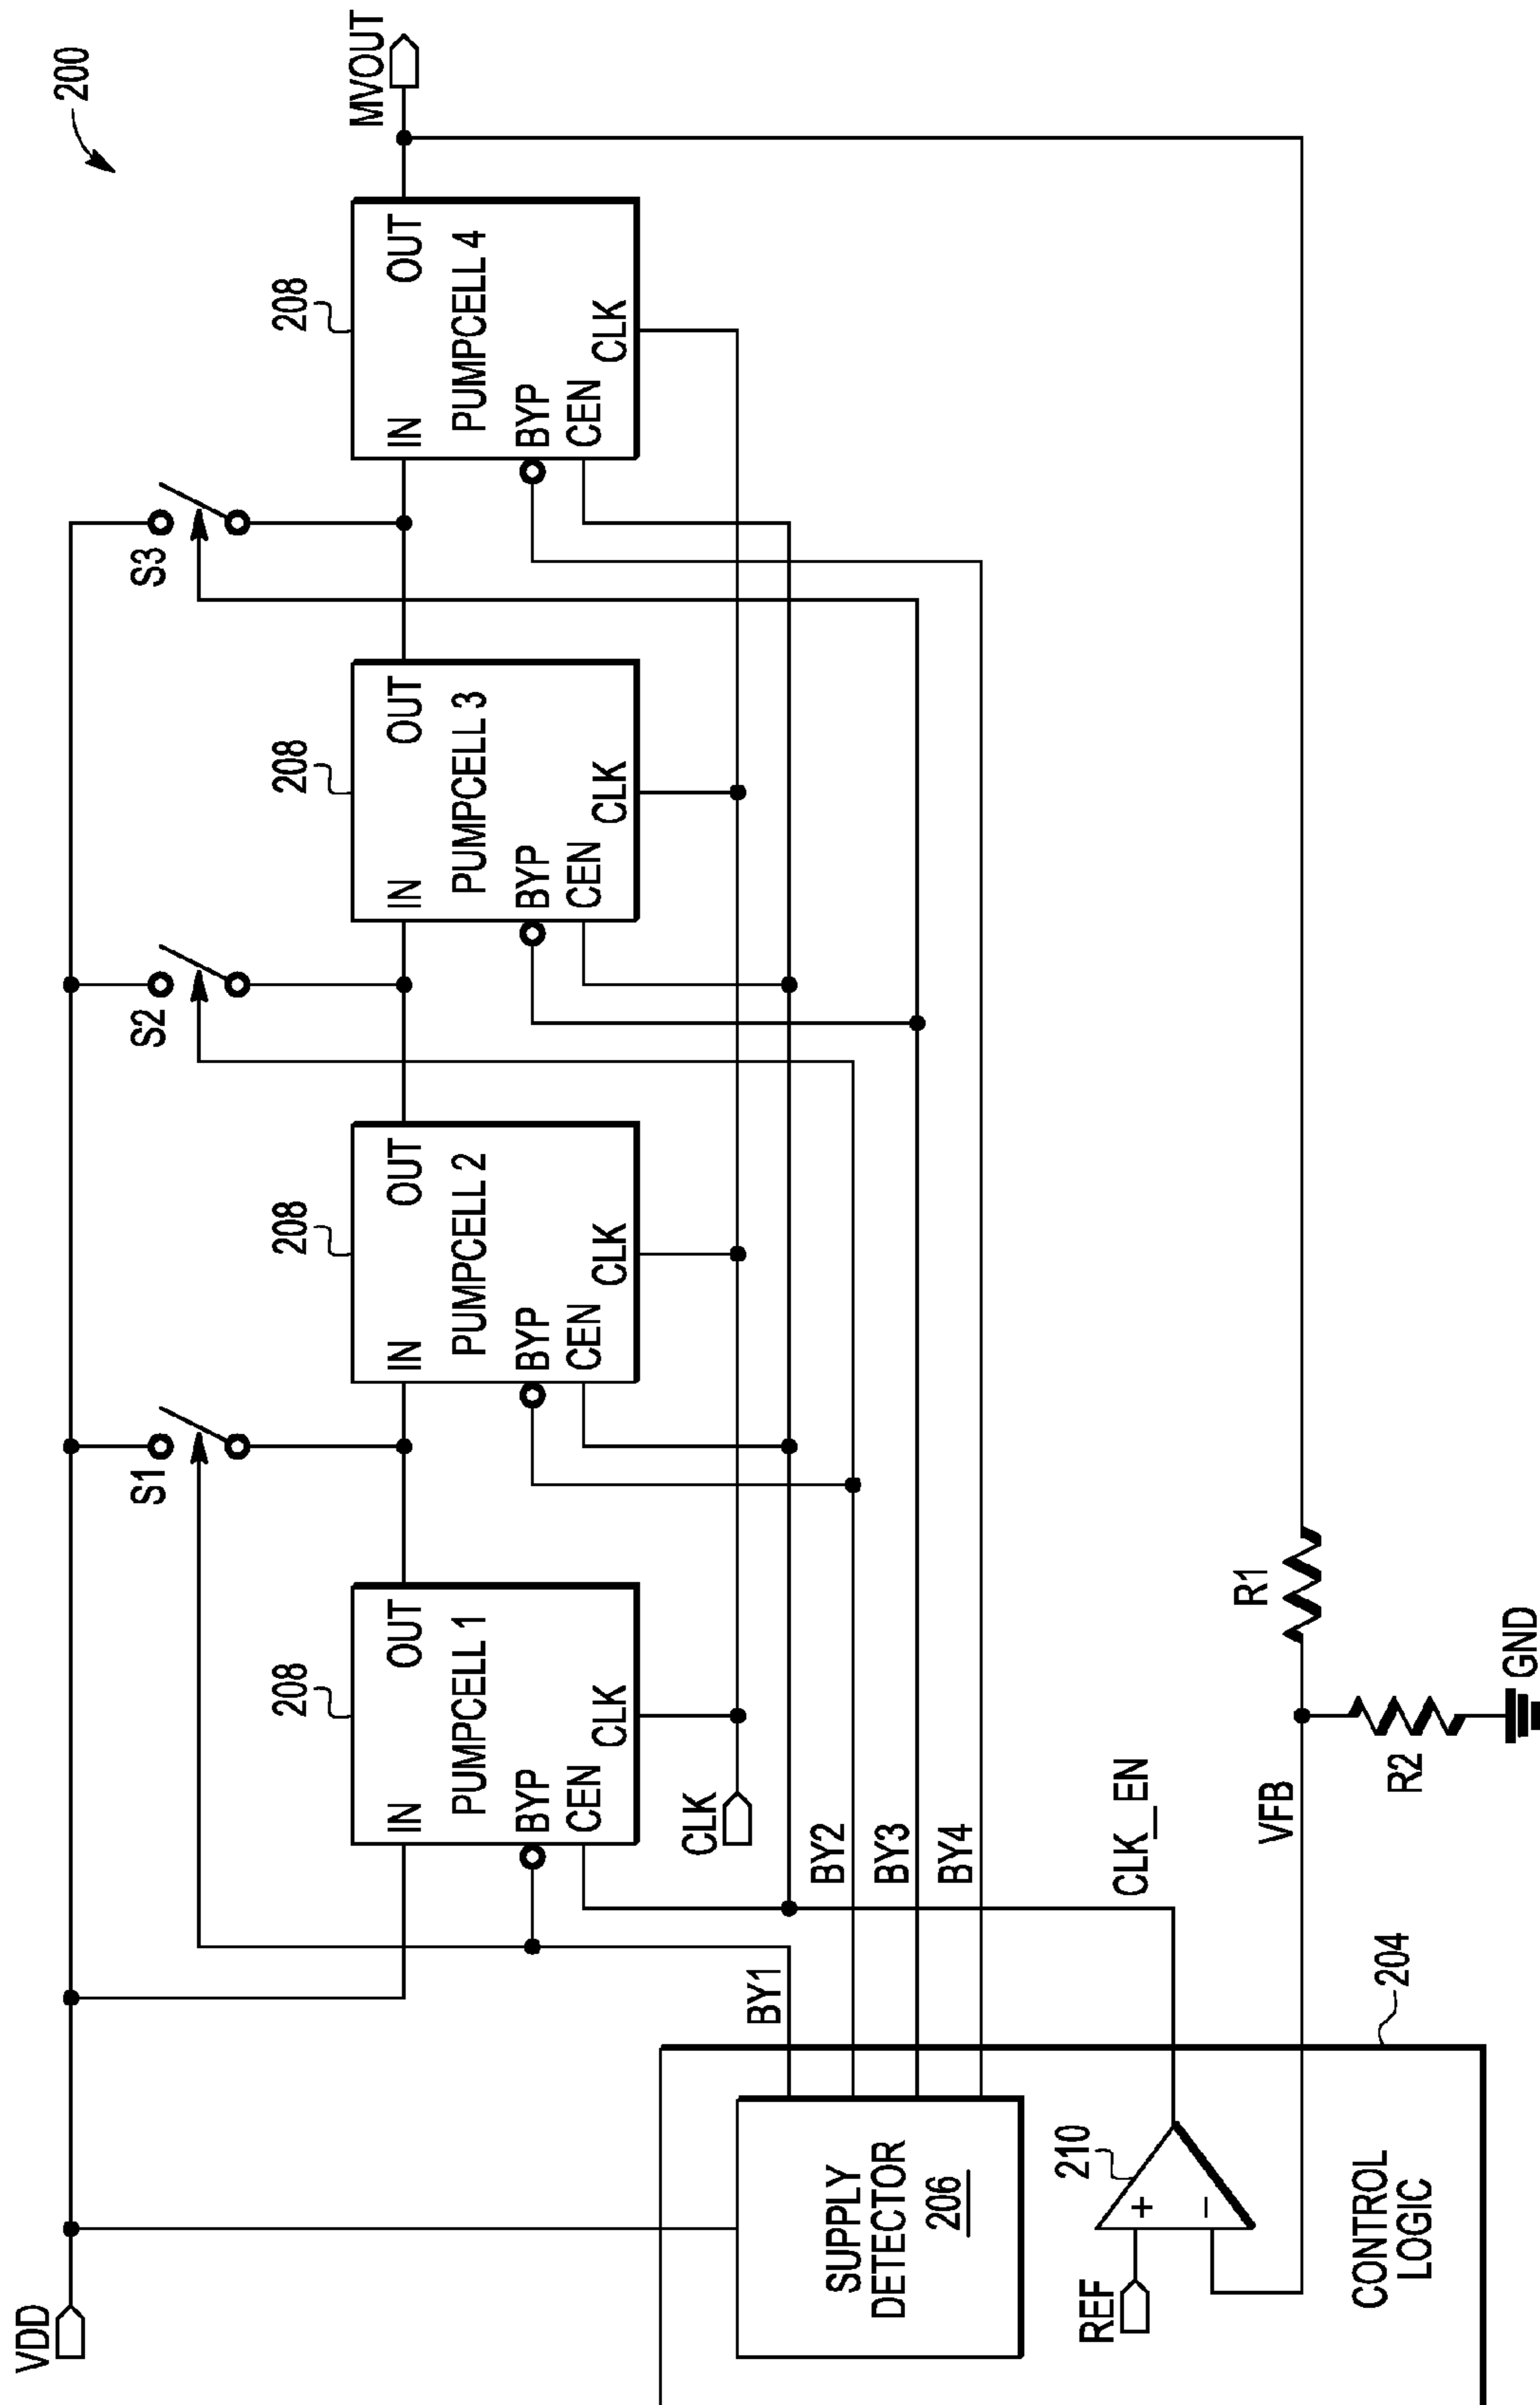 200
VDD
S1
S2
S3
MVOUT
208
208
208
208
IN
OUT
PUMPCELL 1
BYP
CEN
CLK
IN
OUT
PUMPCELL 2
BYP
CEN
CLK
IN
OUT
PUMPCELL 3
BYP
CEN
CLK
IN
OUT
PUMPCELL 4
BYP
CEN
CLK
CLK
BY1
BY2
BY3
BY4
SUPPLY
DETECTOR
206
CLK_EN
210
+
−
REF
VFB
R1
R2
GND
204
CONTROL
LOGIC